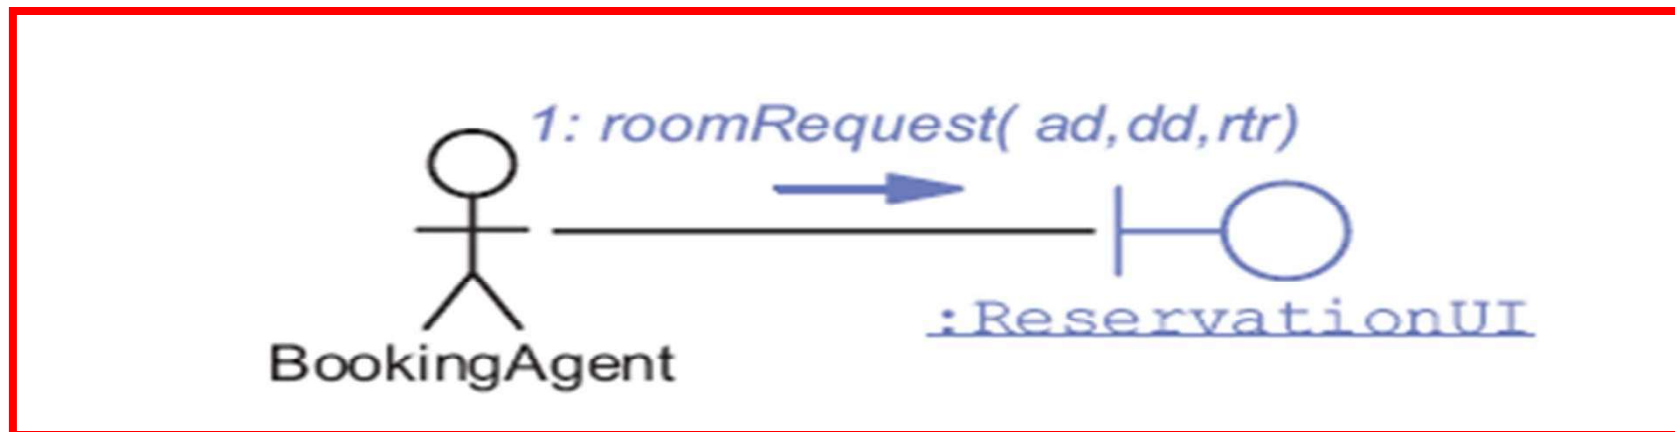 1: roomRequest( ad,dd,rtr)
:ReservationUI
BookingAgent